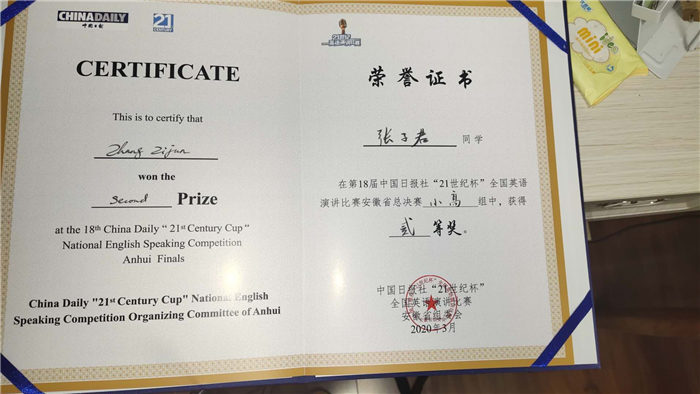 CHINADAILY
中国日报
21
CENTURY
CERTIFICATE
This is to certify that
Zhang Zijun
won the
Second Prize
at the 18th China Daily " 21st Century Cup "
National English Speaking Competition
Anhui Finals
China Daily "21st Century Cup" National English
Speaking Competition Organizing Committee of Anhui
荣誉证书
张子君 同学
在第18届中国日报社“21世纪杯”全国英语
演讲比赛安徽省总决赛 小高 组中，获得
贰 等奖。
中国日报社“21世纪杯”
全国英语演讲比赛
安徽省组委会
2020年3月
mini